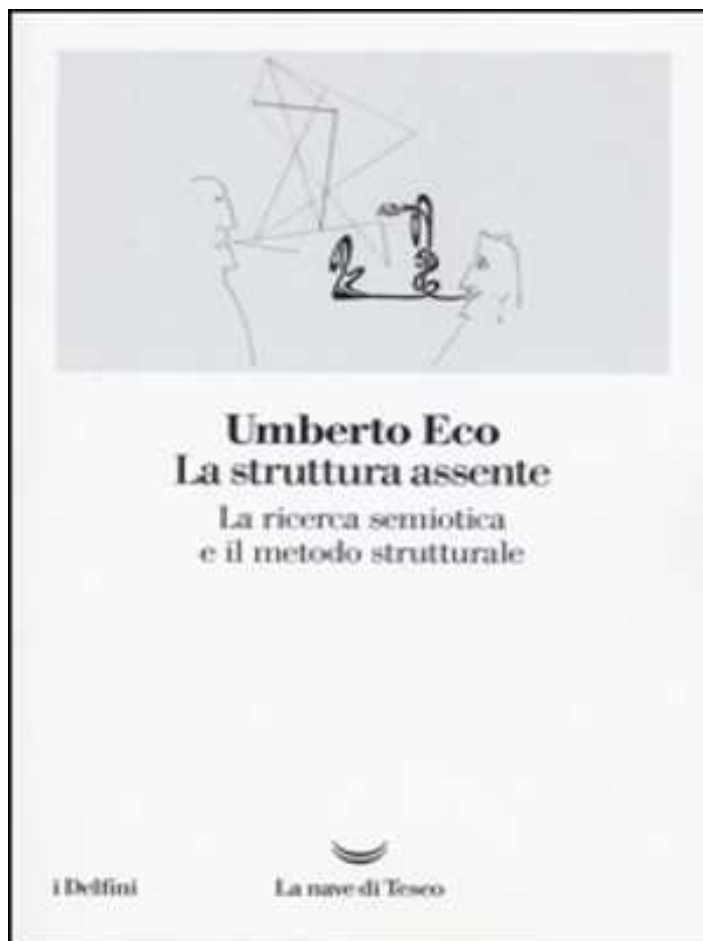 Umberto Eco
La struttura assente
La ricerca semiotica
e il metodo strutturale
i Delfini
La nave di Teseo